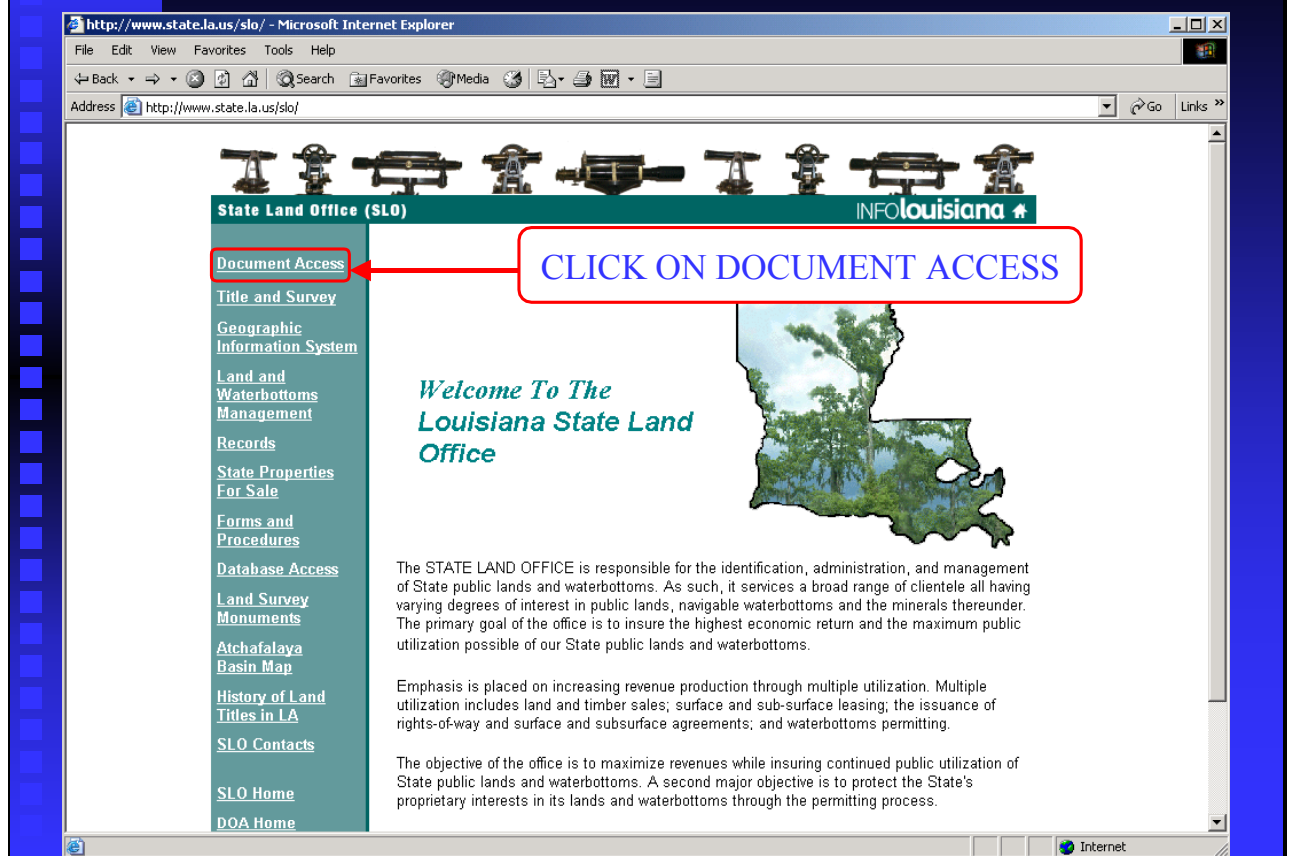 http://www.state.la.us/slo/ - Microsoft Internet Explorer
File Edit View Favorites Tools Help
Back Search Favorites Media
Address http://www.state.la.us/slo/ Go Links »
State Land Office (SLO) INFOlouisiana
CLICK ON DOCUMENT ACCESS
Document Access
Title and Survey
Geographic
Information System
Land and
Waterbottoms
Management
Records
State Properties
For Sale
Forms and
Procedures
Database Access
Land Survey
Monuments
Atchafalaya
Basin Map
History of Land
Titles in LA
SLO Contacts
SLO Home
DOA Home
Welcome To The
Louisiana State Land
Office
The STATE LAND OFFICE is responsible for the identification, administration, and management
of State public lands and waterbottoms. As such, it services a broad range of clientele all having
varying degrees of interest in public lands, navigable waterbottoms and the minerals thereunder.
The primary goal of the office is to insure the highest economic return and the maximum public
utilization possible of our State public lands and waterbottoms.
Emphasis is placed on increasing revenue production through multiple utilization. Multiple
utilization includes land and timber sales; surface and sub-surface leasing; the issuance of
rights-of-way and surface and subsurface agreements; and waterbottoms permitting.
The objective of the office is to maximize revenues while insuring continued public utilization of
State public lands and waterbottoms. A second major objective is to protect the State's
proprietary interests in its lands and waterbottoms through the permitting process.
Internet